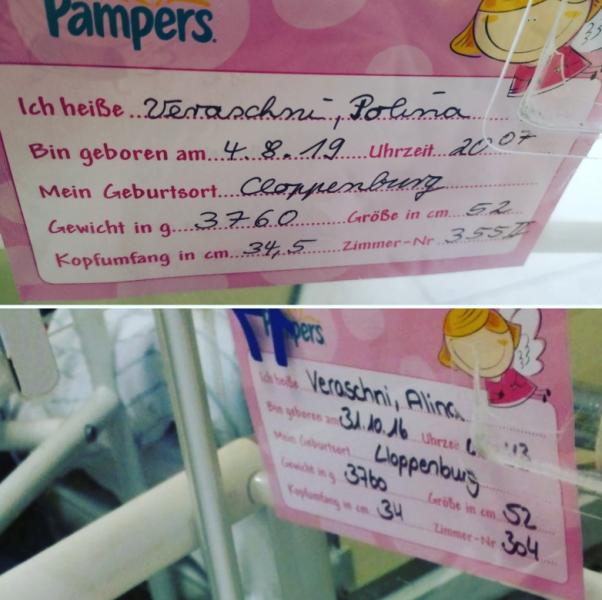 Pampers.
Ich heiße Veraschni, Polina
Bin geboren am 4.8.19 Uhrzeit 20 07
Mein Geburtsort Cloppenburg
Gewicht in g 3760 Größe in cm 52
Kopfumfang in cm 34,5 Zimmer-Nr 355 II
pers
Ich heiße Veraschni, Alina
Bin geboren am 31.10.16 Uhrzeit
Mein Geburtsort Cloppenburg
Gewicht in g 3760 Größe in cm 52
Kopfumfang in cm 34 Zimmer-Nr 304